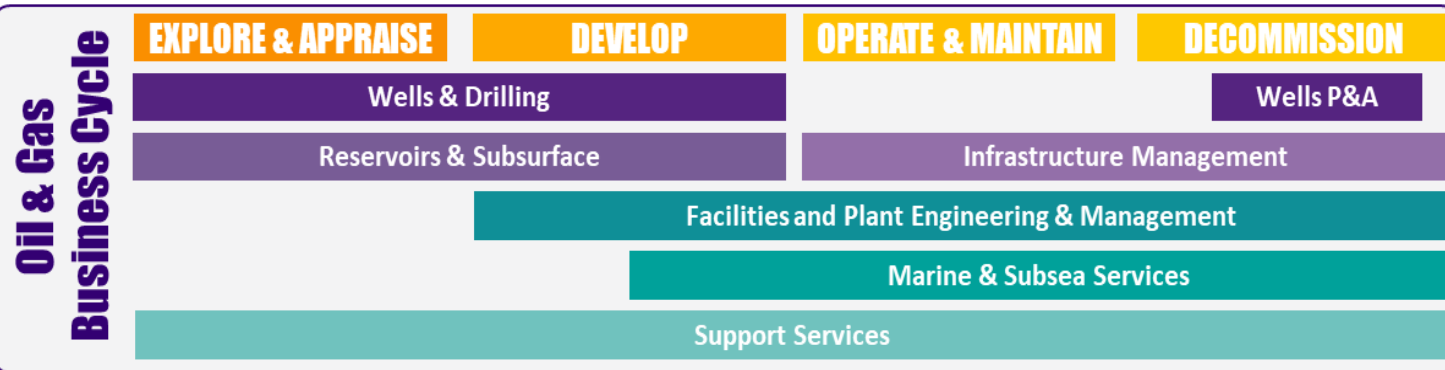 Oil & Gas
Business Cycle
EXPLORE & APPRAISE
DEVELOP
OPERATE & MAINTAIN
DECOMMISSION
Wells & Drilling
Wells P&A
Reservoirs & Subsurface
Infrastructure Management
Facilities and Plant Engineering & Management
Marine & Subsea Services
Support Services